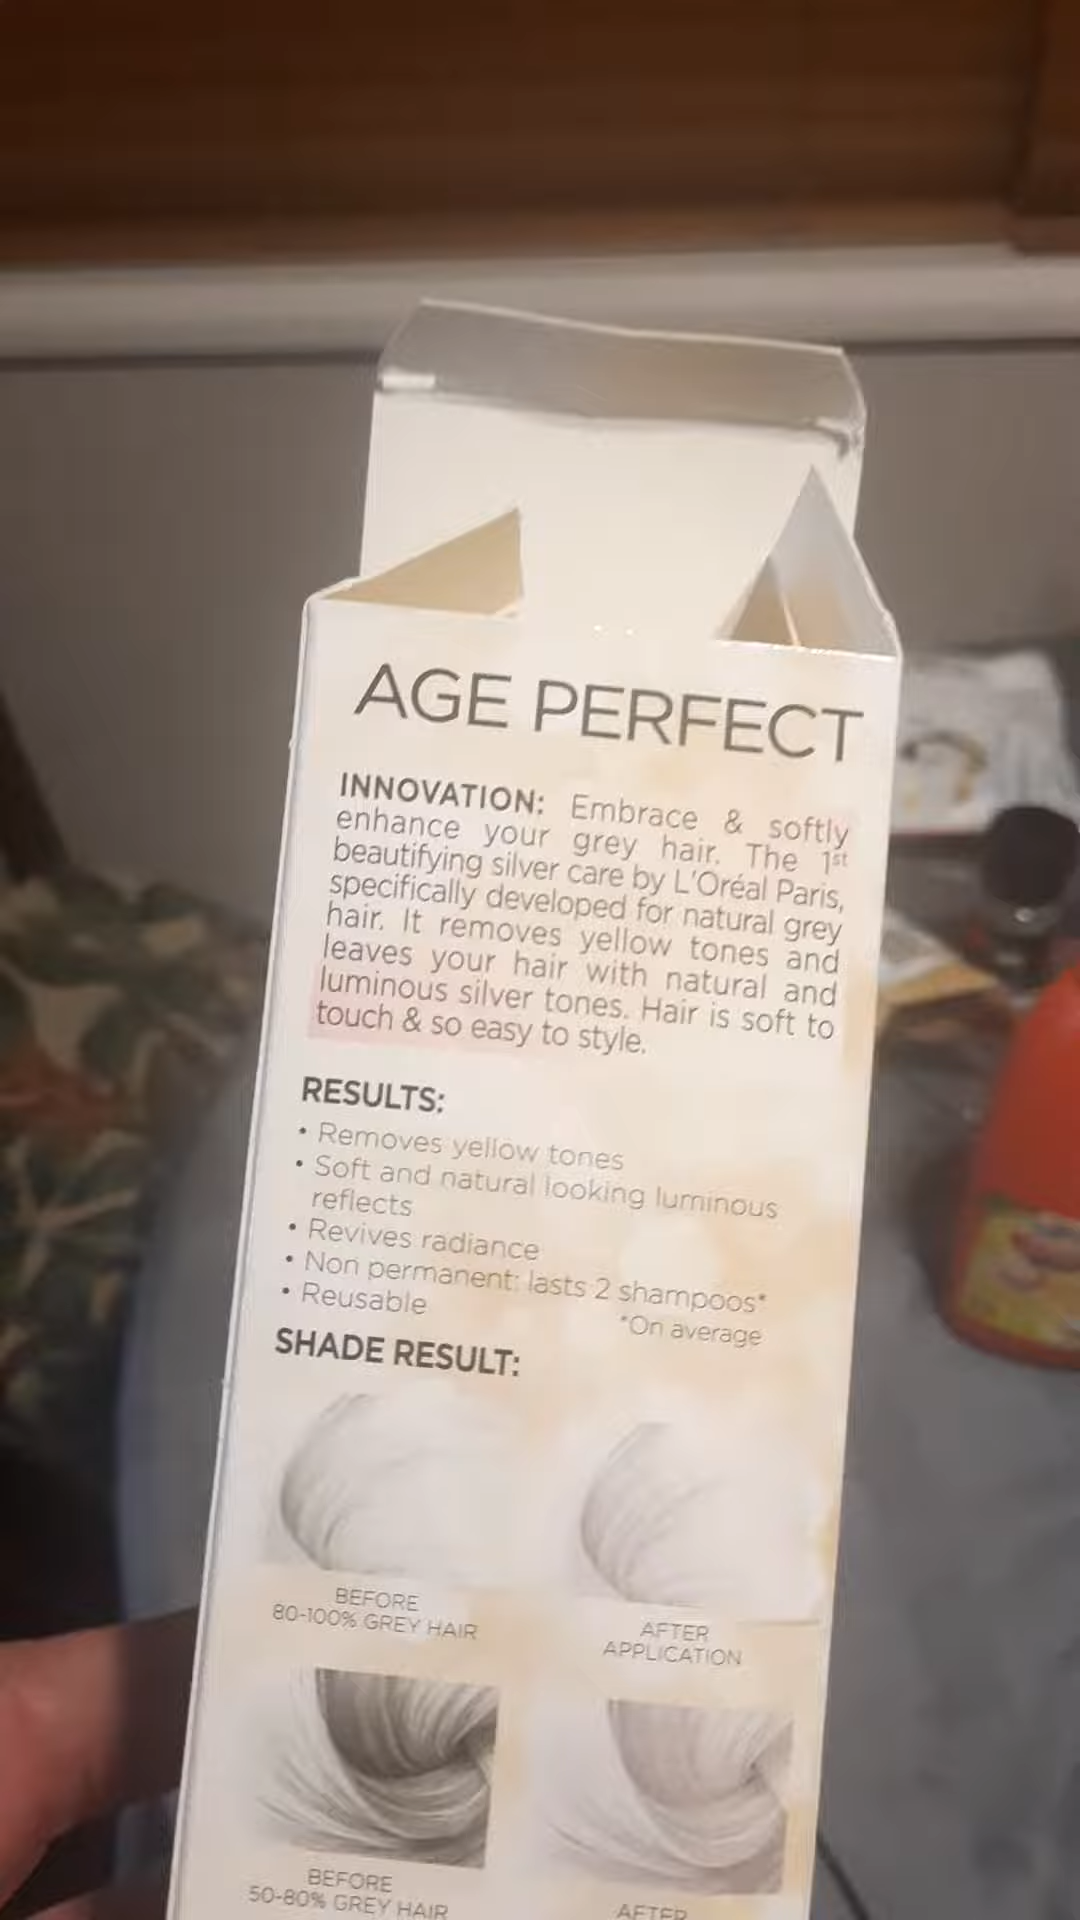 AGE PERFECT
INNOVATION: Embrace & softly
enhance your grey hair. The 1st
beautifying silver care by L'Oréal Paris,
specifically developed for natural grey
hair. It removes yellow tones and
leaves your hair with natural and
luminous silver tones. Hair is soft to
touch & so easy to style.
RESULTS:
• Removes yellow tones
• Soft and natural looking luminous
reflects
• Revives radiance
• Non permanent: lasts 2 shampoos*
• Reusable
*On average
SHADE RESULT:
BEFORE
80-100% GREY HAIR
AFTER
APPLICATION
BEFORE
50-80% GREY HAIR
AFTER